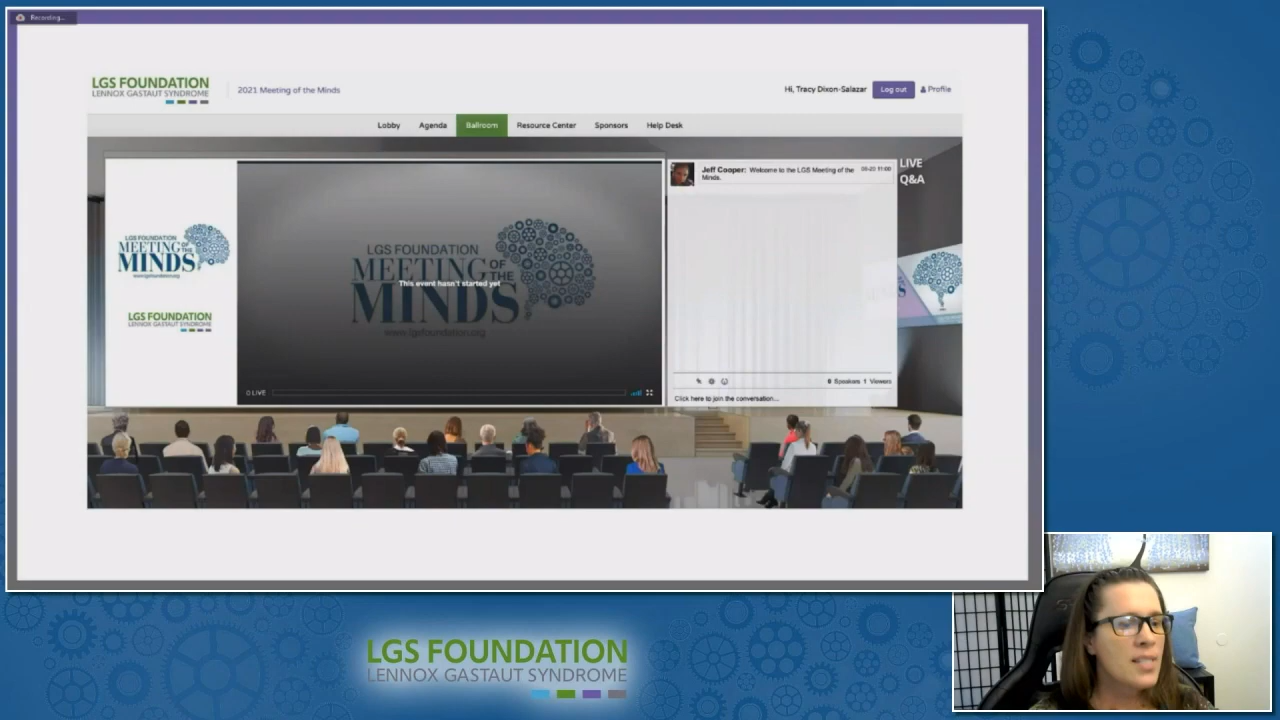 Recording...
LGS FOUNDATION
LENNOX GASTAUT SYNDROME
2021 Meeting of the Minds
Hi, Tracy Dixon-Salazar
Log out
Profile
Lobby
Agenda
Ballroom
Resource Center
Sponsors
Help Desk
LGS FOUNDATION
MEETING OF THE
MINDS
www.lgsfoundation.org
LGS FOUNDATION
LENNOX GASTAUT SYNDROME
LGS FOUNDATION
MEETING OF THE
MINDS
This event hasn't started yet
www.lgsfoundation.org
0 LIVE
Jeff Cooper: Welcome to the LGS Meeting of the
Minds.
LIVE
Q&A
Speakers 1 Viewers
Click here to join the conversation...
LGS FOUNDATION
LENNOX GASTAUT SYNDROME